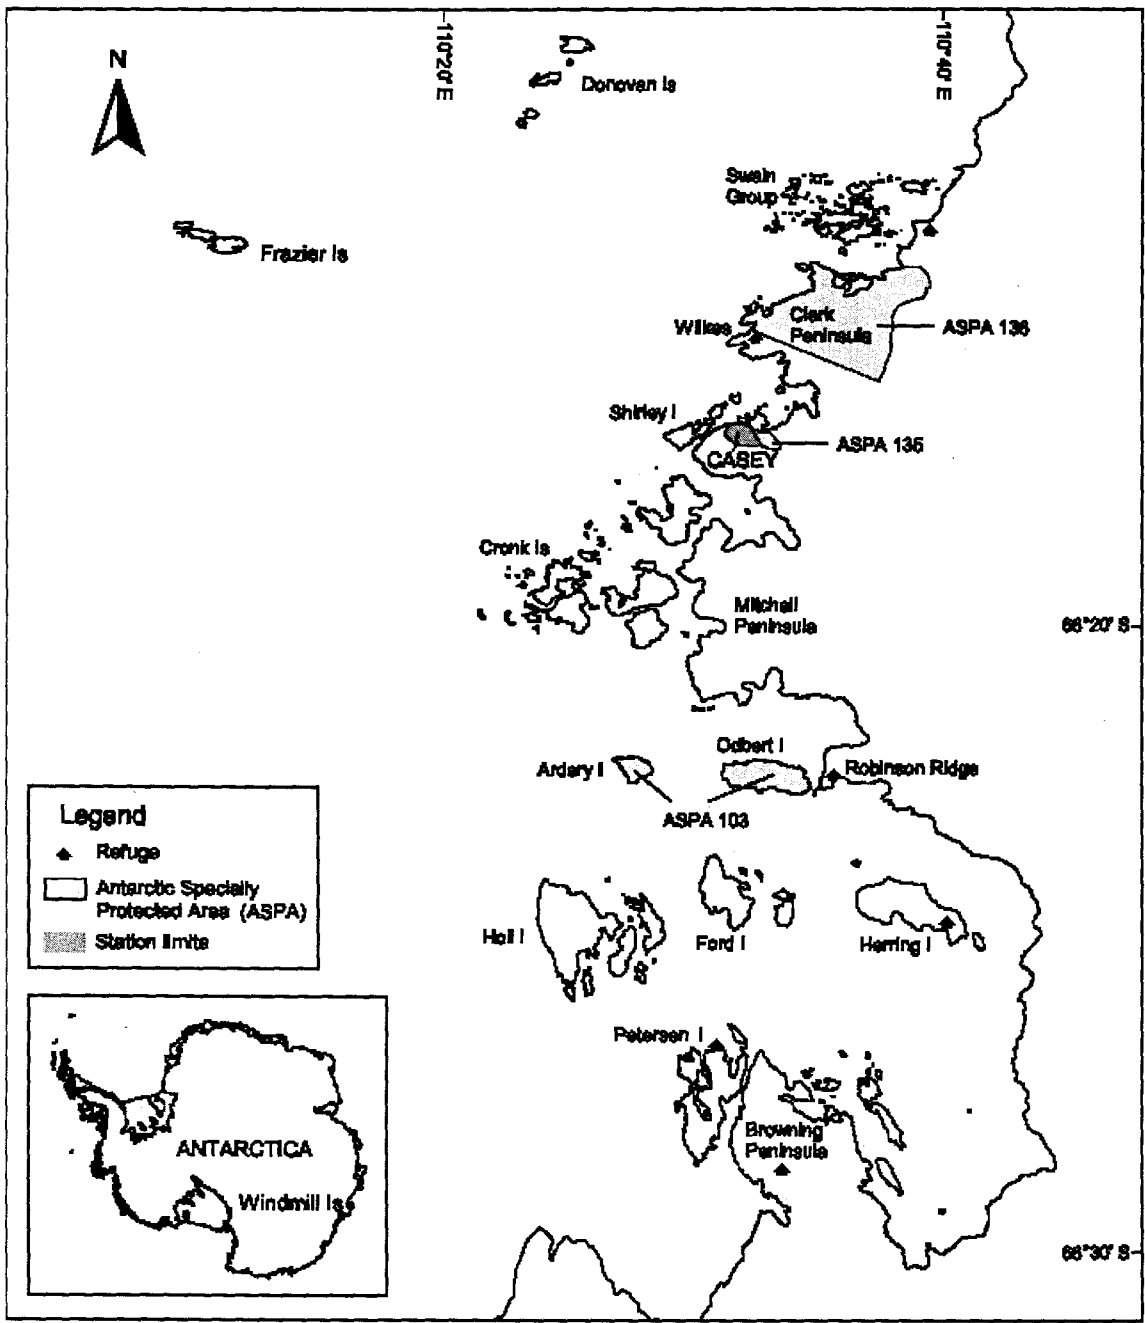 110°20' E
110°40' E
N
Donovan Is
Swain
Group
Frazier Is
Clark
Peninsula
Wilkes
ASPA 136
Shirley I
ASPA 135
CASEY
Cronk Is
Mitchell
Peninsula
66°20' S
Odbert I
Ardery I
Robinson Ridge
ASPA 103
Legend
Refuge
Antarctic Specially
Protected Area (ASPA)
Station limits
Holl I
Ford I
Herring I
Petersen I
Browning
Peninsula
ANTARCTICA
Windmill Is
66°30' S